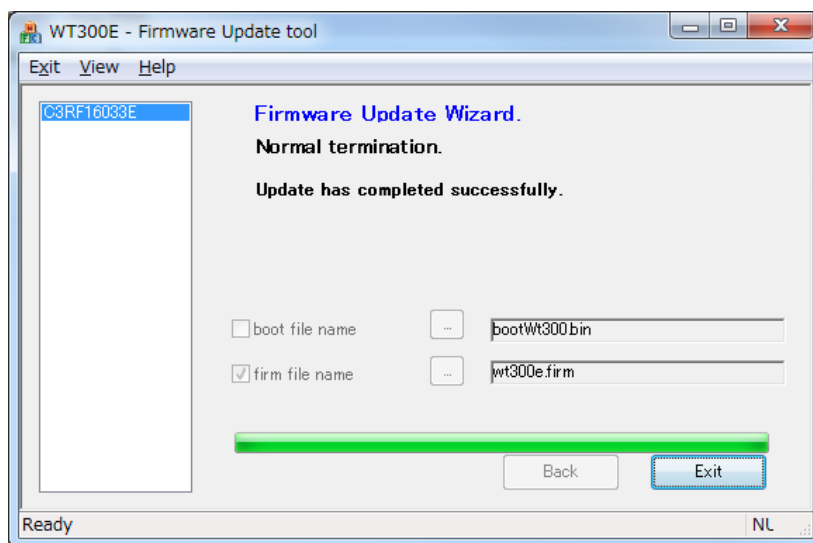 WT300E - Firmware Update tool
Exit View Help
C3RF16033E
Firmware Update Wizard.
Normal termination.
Update has completed successfully.
boot file name ... bootWt300.bin
firm file name ... wt300e.firm
Back Exit
Ready NU